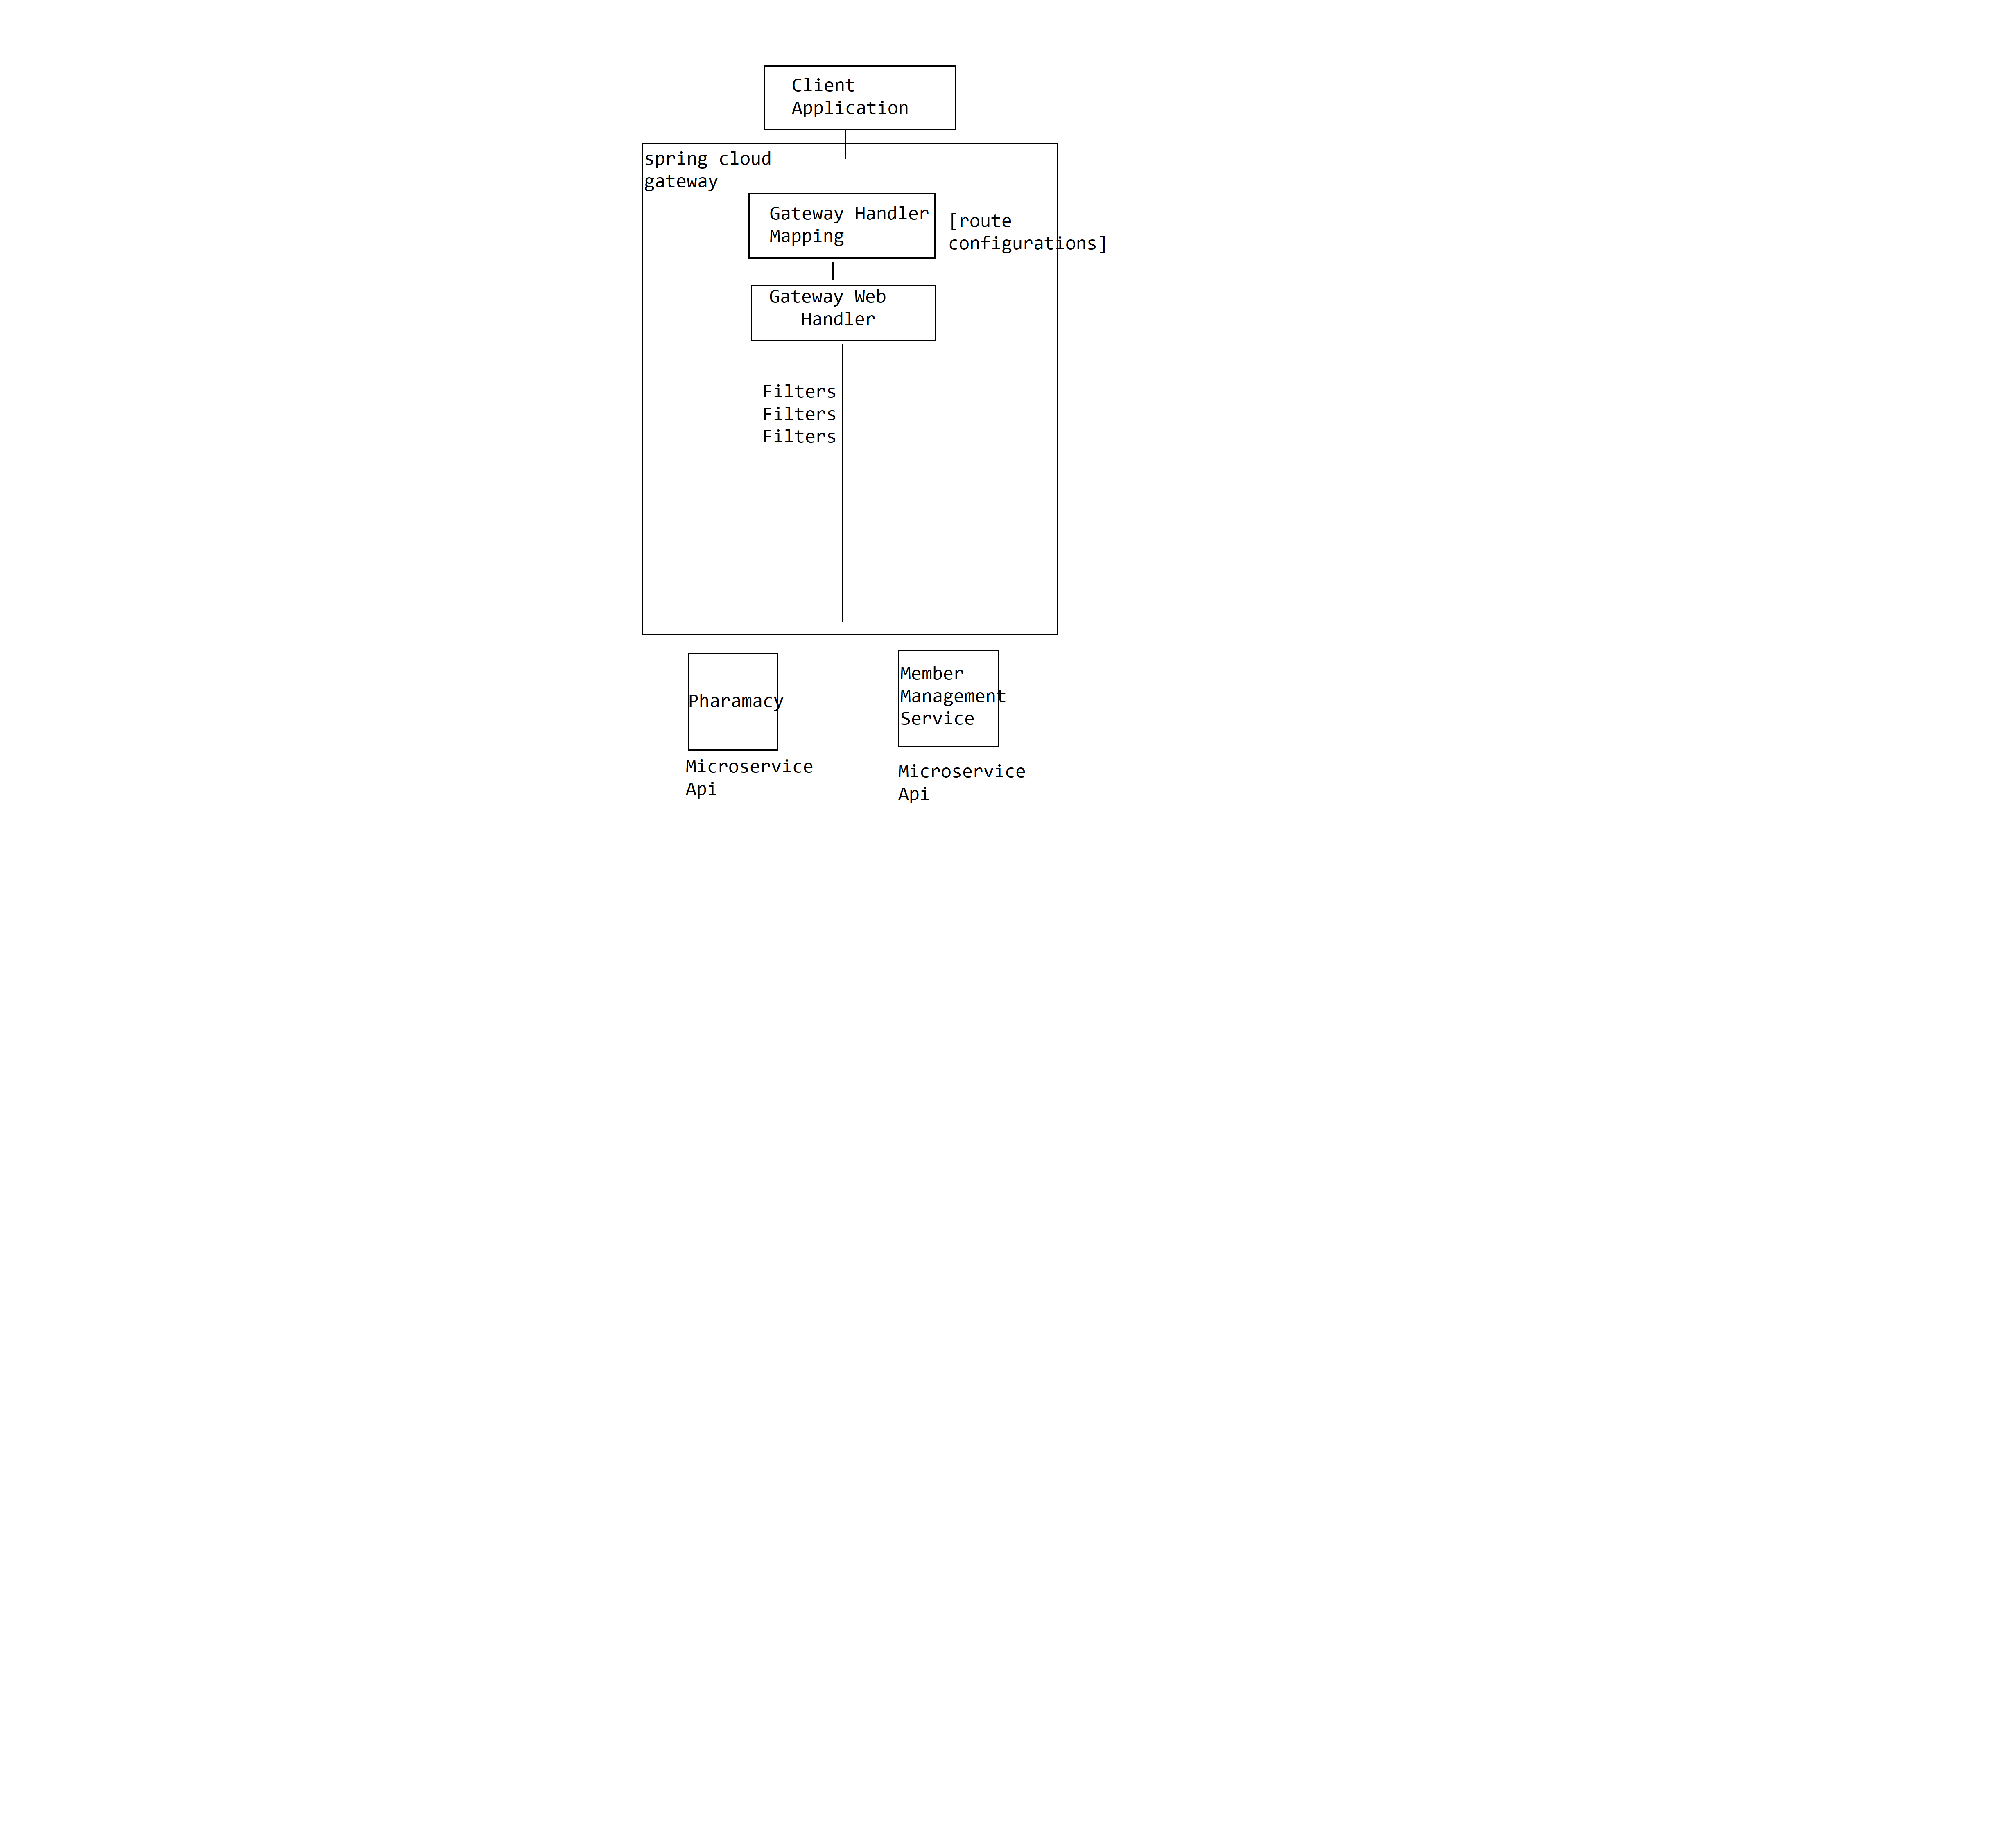 Client
Application
spring cloud
gateway
Gateway Handler
Mapping
[route
configurations]
Gateway Web
Handler
Filters
Filters
Filters
Pharamacy
Microservice
Api
Member
Management
Service
Microservice
Api